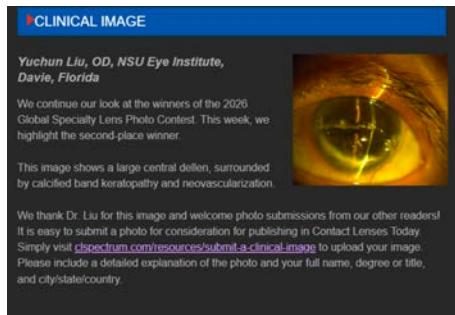 CLINICAL IMAGE
Yuchun Liu, OD, NSU Eye Institute,
Davie, Florida
We continue our look at the winners of the 2026
Global Specialty Lens Photo Contest. This week, we
highlight the second-place winner.
This image shows a large central dellen, surrounded
by calcified band keratopathy and neovascularization.
We thank Dr. Liu for this image and welcome photo submissions from our other readers!
It is easy to submit a photo for consideration for publishing in Contact Lenses Today.
Simply visit clspectrum.com/resources/submit-a-clinical-image to upload your image.
Please include a detailed explanation of the photo and your full name, degree or title,
and city/state/country.